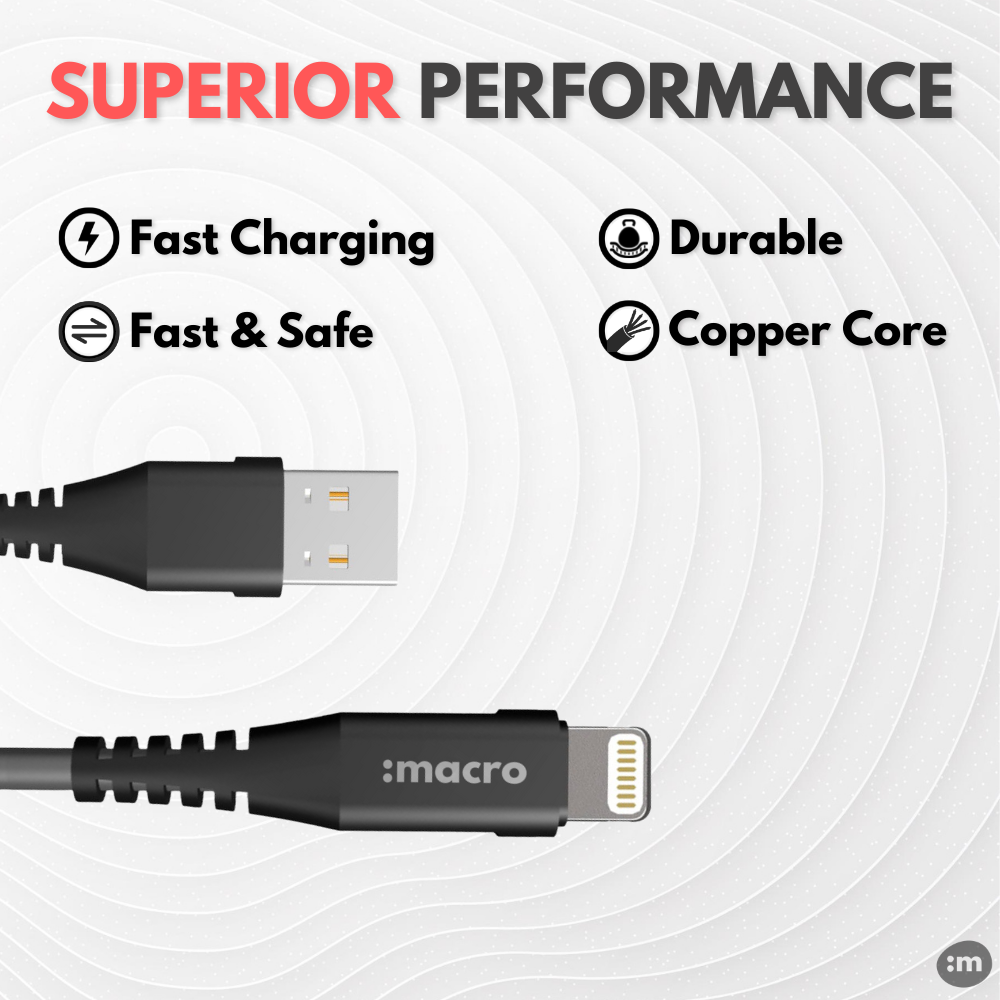 SUPERIOR PERFORMANCE
Fast Charging
Durable
Fast & Safe
Copper Core
:macro
:m